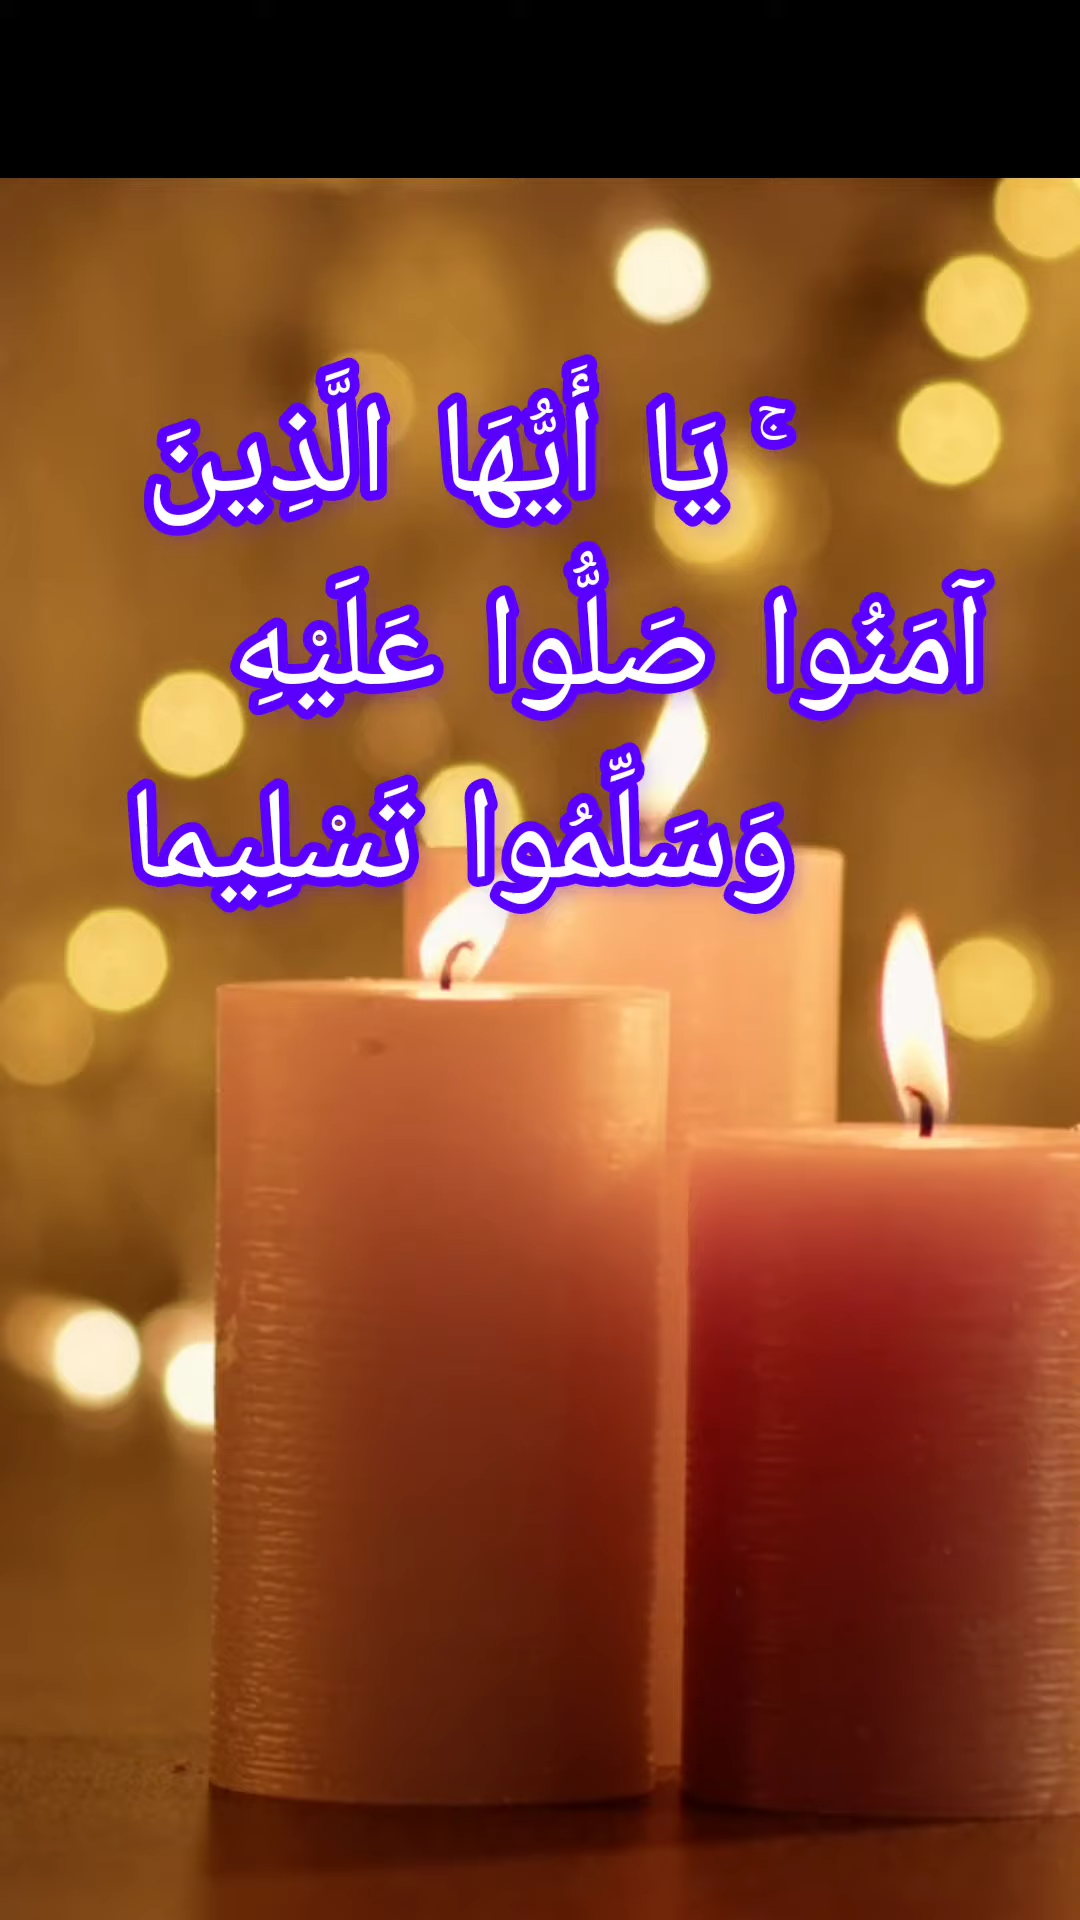 ۚ يَا أَيُّهَا الَّذِينَ
آمَنُوا صَلُّوا عَلَيْهِ
وَسَلِّمُوا تَسْلِيما